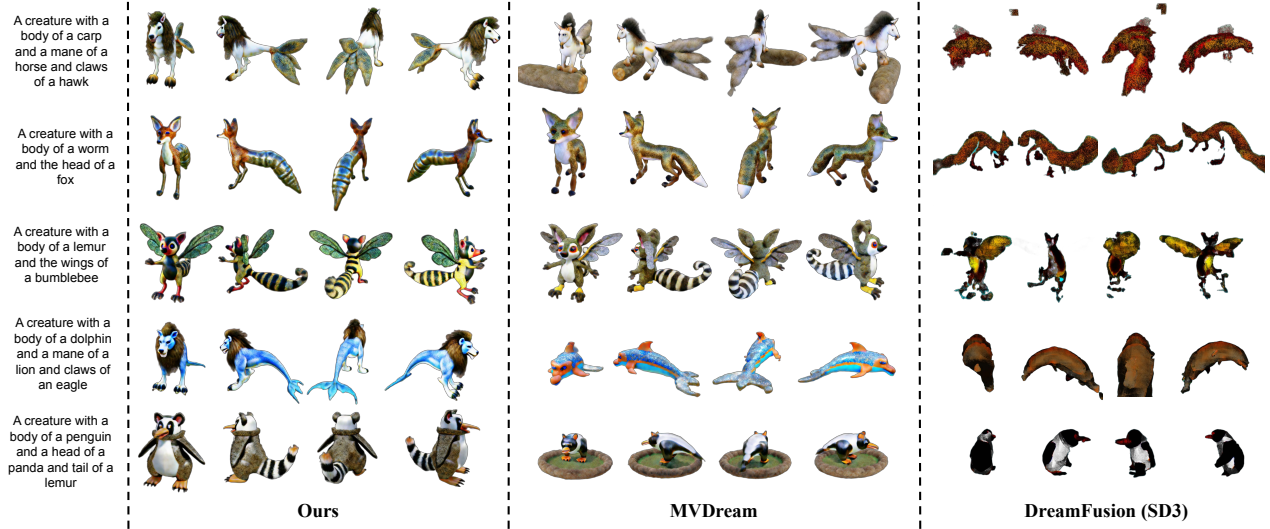 A creature with a
body of a carp
and a mane of a
horse and claws
of a hawk
A creature with a
body of a worm
and the head of a
fox
A creature with a
body of a lemur
and the wings of
a bumblebee
A creature with a
body of a dolphin
and a mane of a
lion and claws of
an eagle
A creature with a
body of a penguin
and a head of a
panda and tail of a
lemur
Ours
MVDream
DreamFusion (SD3)